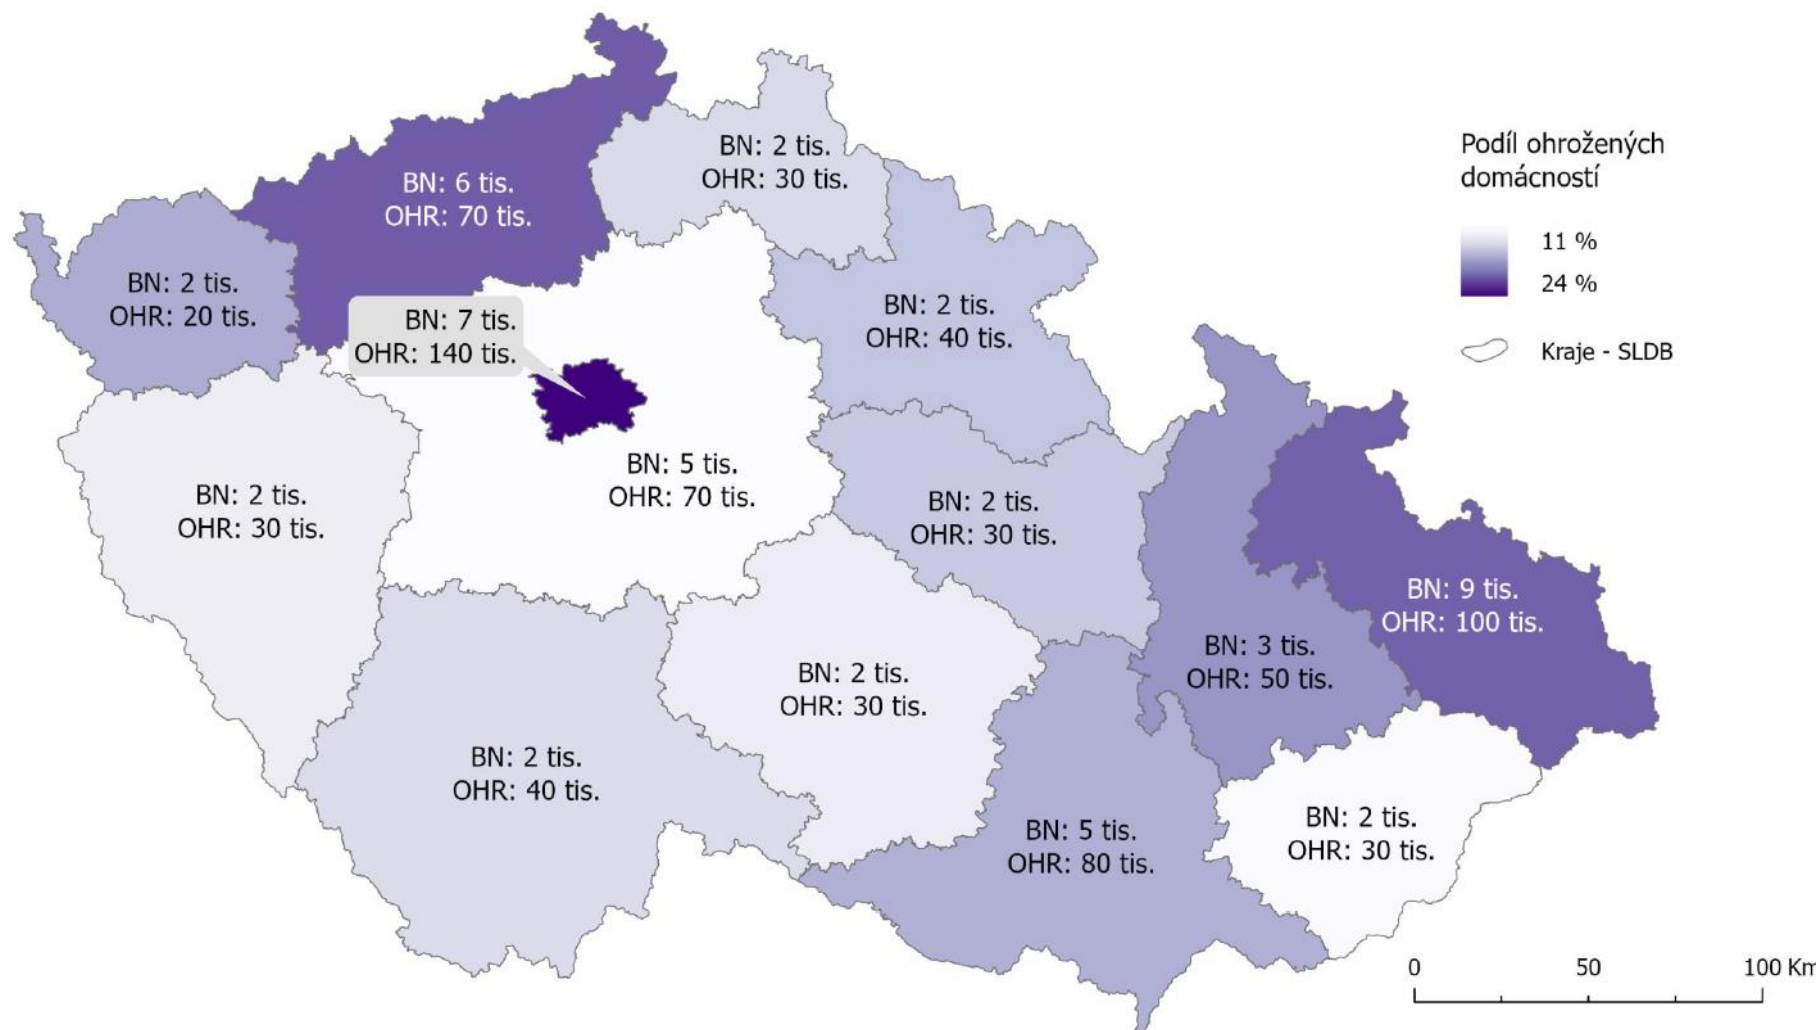 BN: 2 tis.
OHR: 30 tis.
BN: 6 tis.
OHR: 70 tis.
BN: 2 tis.
OHR: 20 tis.
BN: 7 tis.
OHR: 140 tis.
BN: 2 tis.
OHR: 40 tis.
BN: 5 tis.
OHR: 70 tis.
BN: 2 tis.
OHR: 30 tis.
BN: 2 tis.
OHR: 30 tis.
BN: 9 tis.
OHR: 100 tis.
BN: 3 tis.
OHR: 50 tis.
BN: 2 tis.
OHR: 30 tis.
BN: 2 tis.
OHR: 40 tis.
BN: 5 tis.
OHR: 80 tis.
BN: 2 tis.
OHR: 30 tis.
Podíl ohrožených
domácností
11 %
24 %
Kraje - SLDB
0 50 100 Km